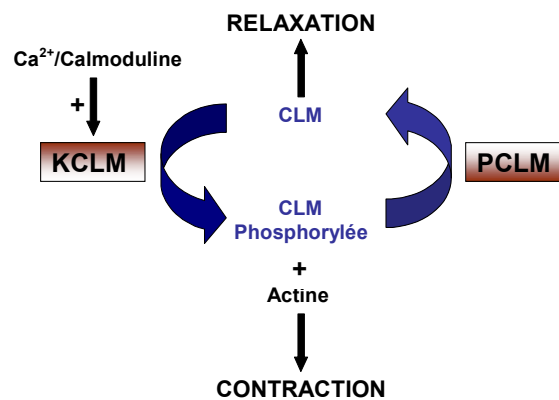 RELAXATION
Ca²⁺/Calmoduline
+
CLM
KCLM
PCLM
CLM
Phosphorylée
+
Actine
CONTRACTION